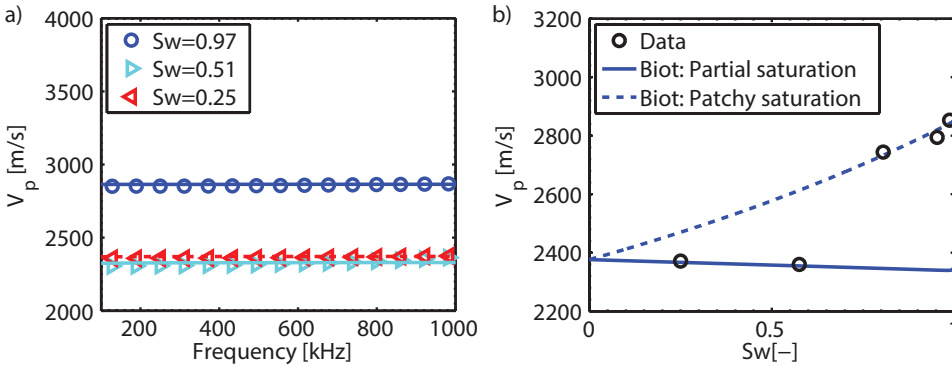 a)
4000
3500
3000
2500
2000
V_p [m/s]
Sw=0.97
Sw=0.51
Sw=0.25
200
400
600
800
1000
Frequency [kHz]
b)
3200
3000
2800
2600
2400
2200
V_p [m/s]
Data
Biot: Partial saturation
Biot: Patchy saturation
0
0.5
Sw[−]